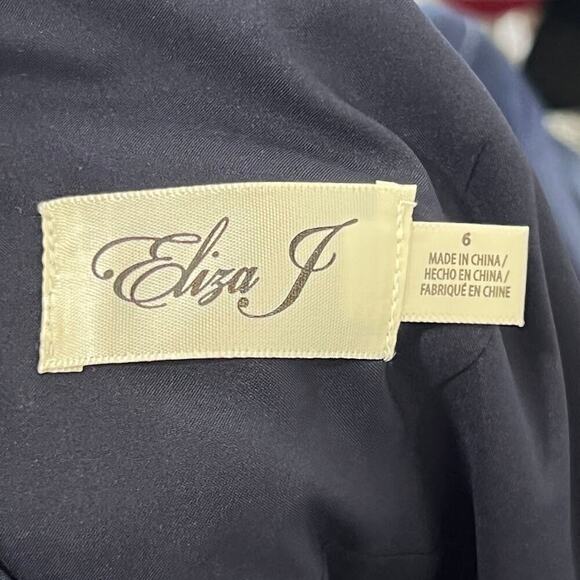 Eliza J
6
MADE IN CHINA/
HECHO EN CHINA/
FABRIQUÉ EN CHINE